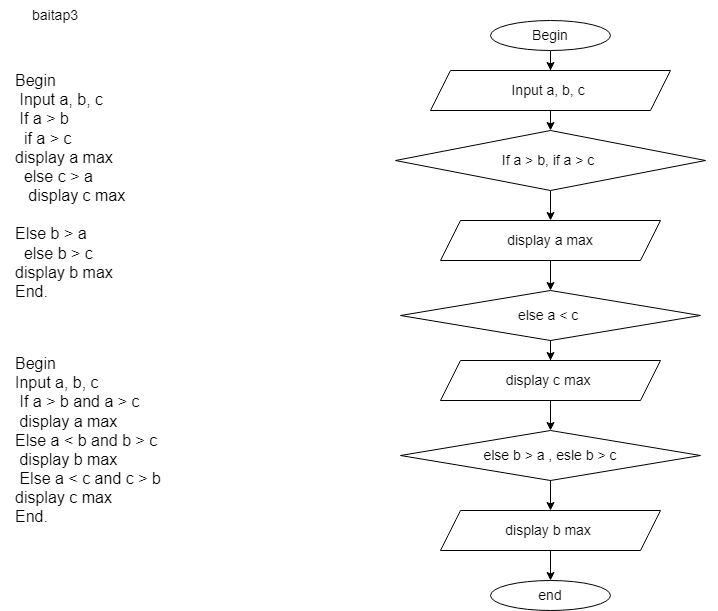 baitap3
Begin
Input a, b, c
If a > b
if a > c
display a max
else c > a
display c max
Else b > a
else b > c
display b max
End.
Begin
Input a, b, c
If a > b and a > c
display a max
Else a < b and b > c
display b max
Else a < c and c > b
display c max
End.
Begin
Input a, b, c
If a > b, if a > c
display a max
else a < c
display c max
else b > a , esle b > c
display b max
end